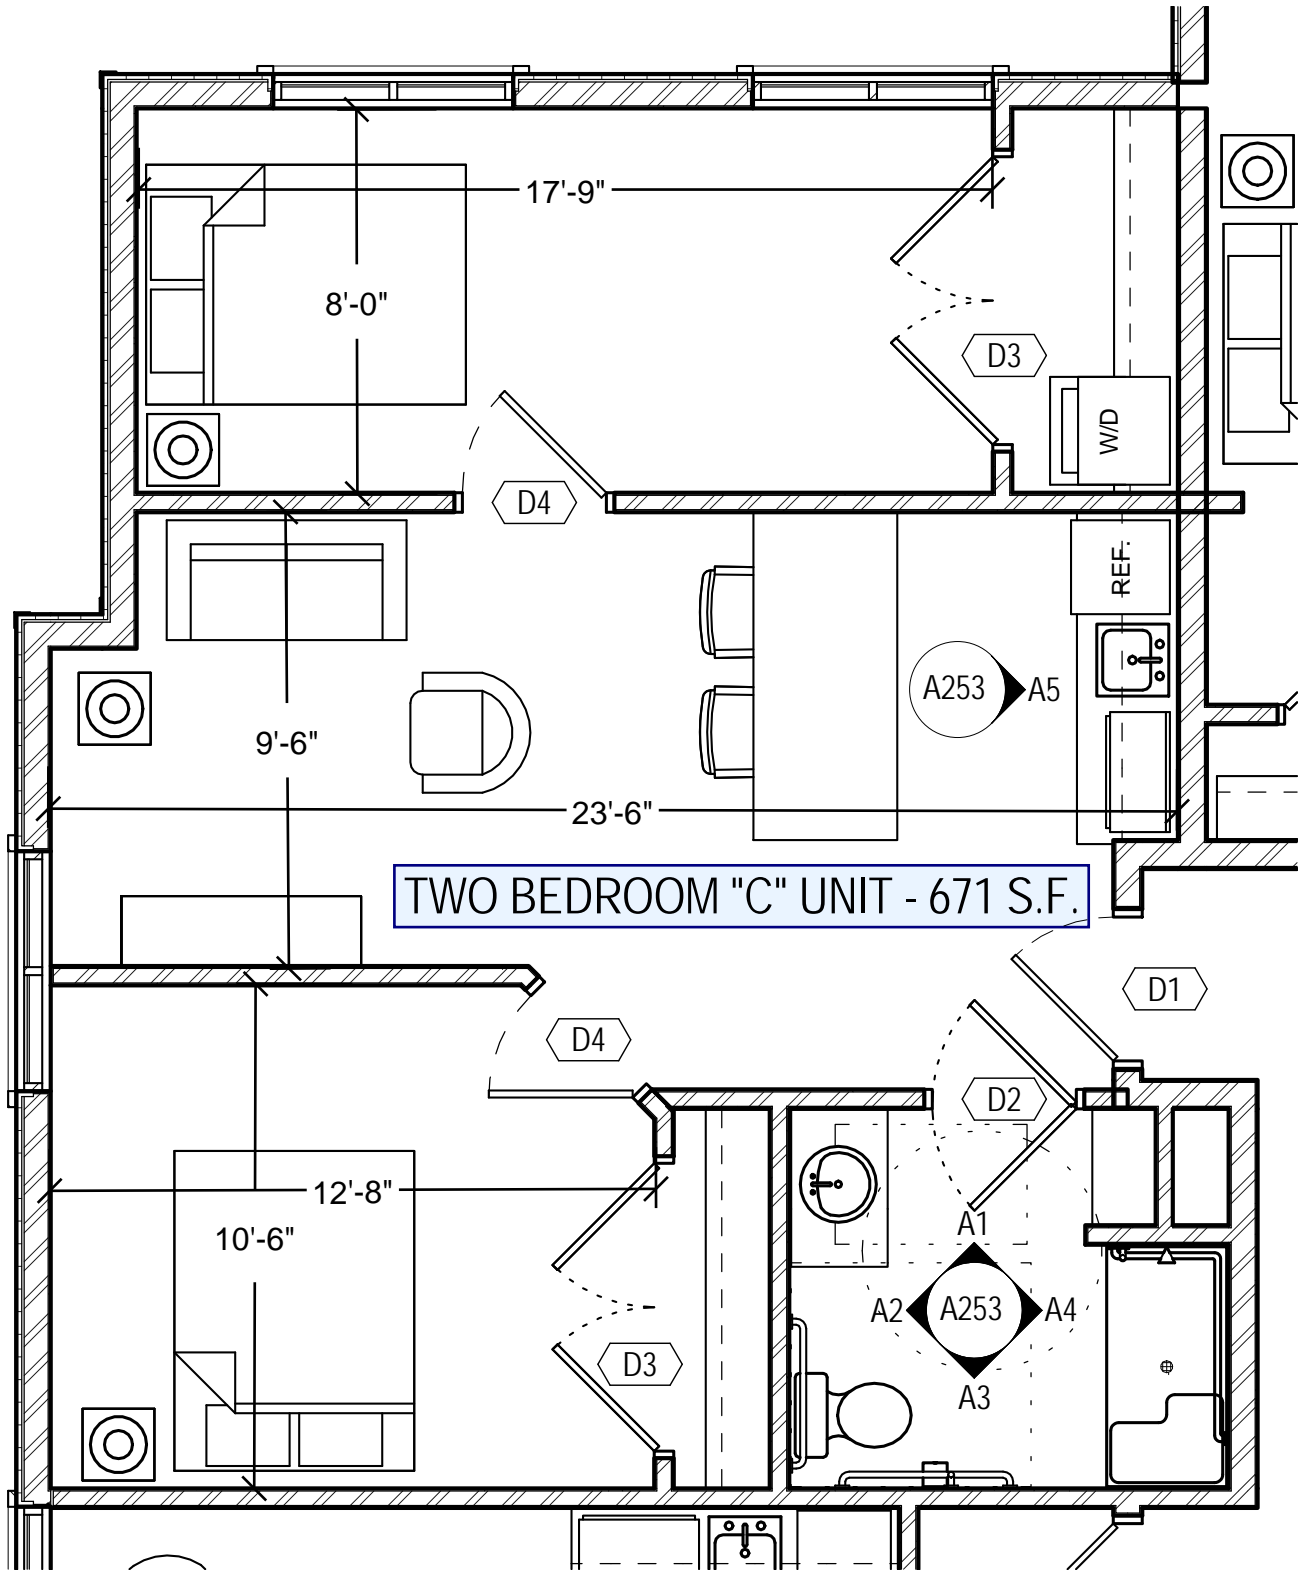 17'-9"
8'-0"
D3
W/D
D4
REF.
A253
A5
9'-6"
23'-6"
TWO BEDROOM "C" UNIT - 671 S.F.
D1
D4
D2
12'-8"
10'-6"
A1
A2
A253
A4
D3
A3